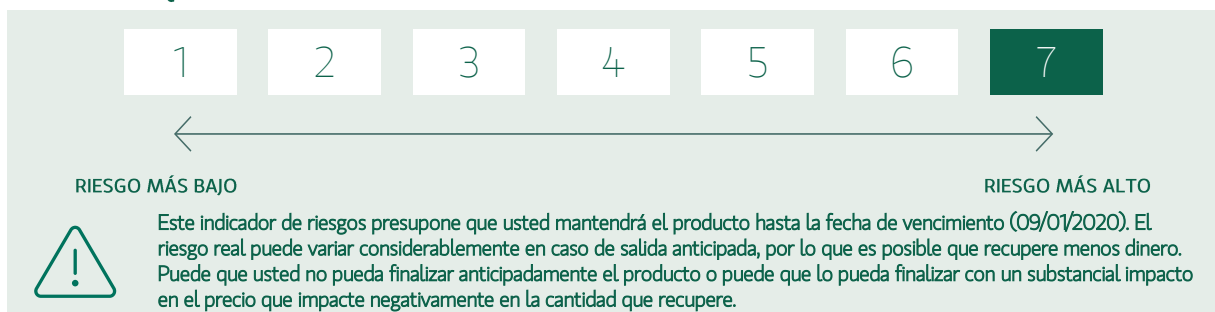 1 2 3 4 5 6 7
RIESGO MÁS BAJO RIESGO MÁS ALTO
Este indicador de riesgos presupone que usted mantendrá el producto hasta la fecha de vencimiento (09/01/2020). El
riesgo real puede variar considerablemente en caso de salida anticipada, por lo que es posible que recupere menos dinero.
Puede que usted no pueda finalizar anticipadamente el producto o puede que lo pueda finalizar con un substancial impacto
en el precio que impacte negativamente en la cantidad que recupere.